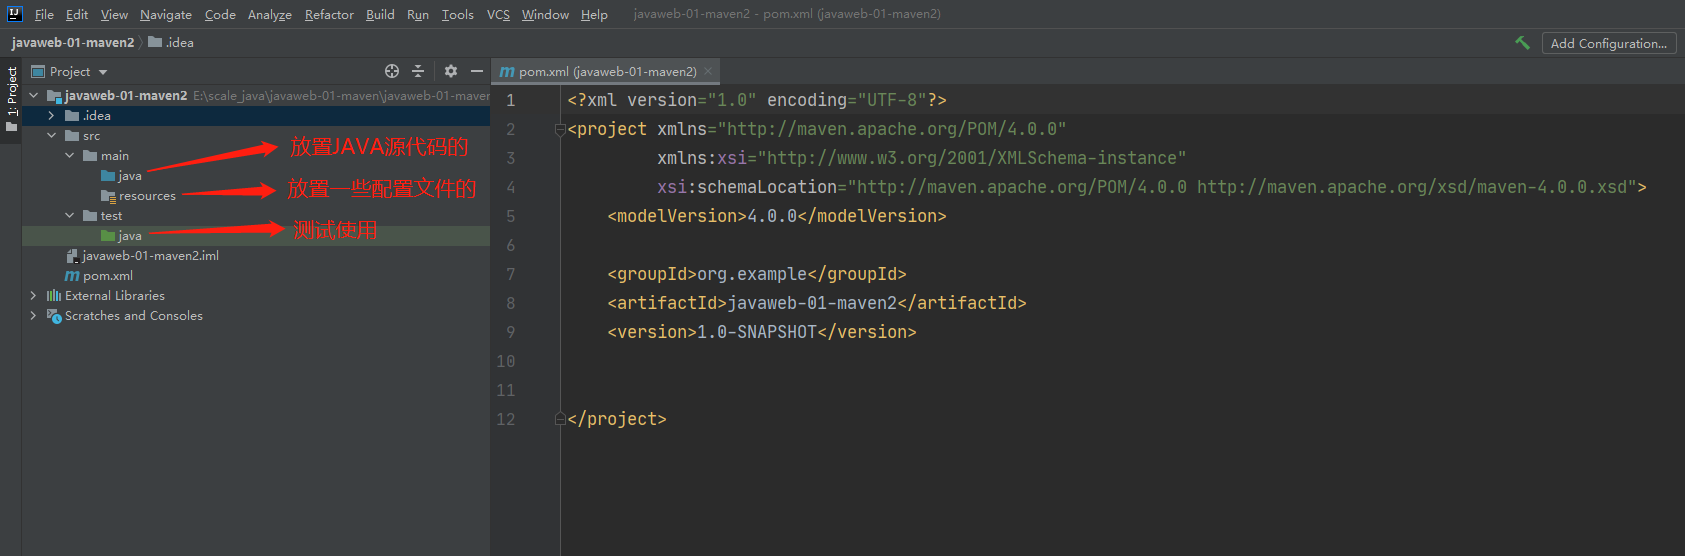 File Edit View Navigate Code Analyze Refactor Build Run Tools VCS Window Help javaweb-01-maven2 - pom.xml (javaweb-01-maven2)
javaweb-01-maven2 .idea Add Configuration...
1: Project
Project
pom.xml (javaweb-01-maven2)
javaweb-01-maven2 E:\scale_java\javaweb-01-maven\javaweb-01-maven
.idea
src
main
java
放置JAVA源代码的
resources
放置一些配置文件的
test
java
测试使用
javaweb-01-maven2.iml
pom.xml
External Libraries
Scratches and Consoles
1 <?xml version="1.0" encoding="UTF-8"?>
2 <project xmlns="http://maven.apache.org/POM/4.0.0"
3 xmlns:xsi="http://www.w3.org/2001/XMLSchema-instance"
4 xsi:schemaLocation="http://maven.apache.org/POM/4.0.0 http://maven.apache.org/xsd/maven-4.0.0.xsd">
5 <modelVersion>4.0.0</modelVersion>
6
7 <groupId>org.example</groupId>
8 <artifactId>javaweb-01-maven2</artifactId>
9 <version>1.0-SNAPSHOT</version>
10
11
12 </project>